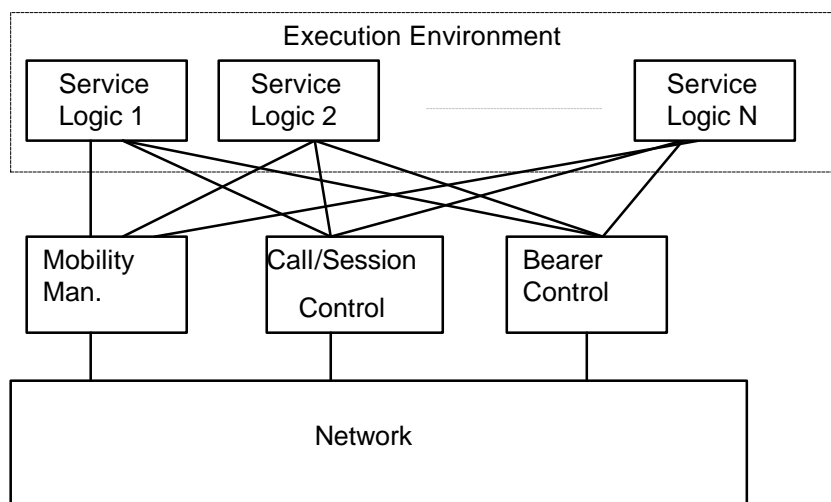 Execution Environment
Service
Logic 1
Service
Logic 2
Service
Logic N
Mobility
Man.
Call/Session
Control
Bearer
Control
Network